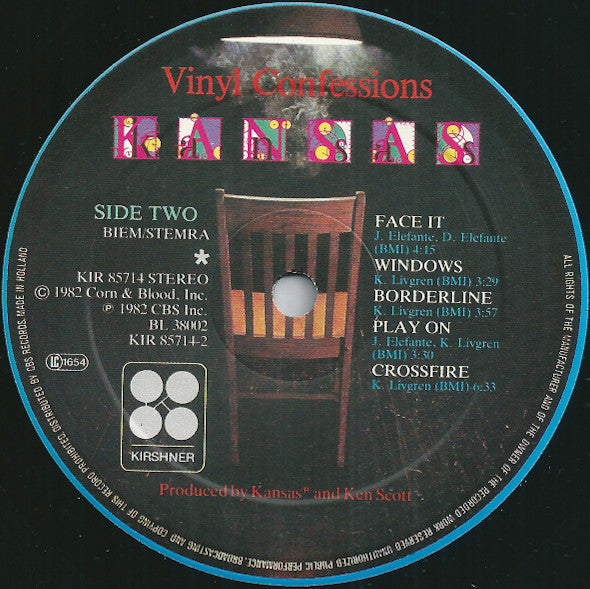 Vinyl Confessions
KANSAS
SIDE TWO
BIEM/STEMRA
*
KIR 85714 STEREO
© 1982 Corn & Blood, Inc.
℗ 1982 CBS Inc.
BL 38002
KIR 85714-2
LC 1654
KIRSHNER
FACE IT
J. Elefante, D. Elefante
(BMI) 4:15
WINDOWS
K. Livgren (BMI) 3:29
BORDERLINE
K. Livgren (BMI) 3:57
PLAY ON
J. Elefante, K. Livgren
(BMI) 3:30
CROSSFIRE
K. Livgren (BMI) 6:33
Produced by Kansas® and Ken Scott
ALL RIGHTS OF THE MANUFACTURER AND OF THE OWNER OF THE RECORDED WORK RESERVED. UNAUTHORIZED PUBLIC PERFORMANCE, BROADCASTING AND COPYING OF THIS RECORD PROHIBITED. DISTRIBUTED BY CBS RECORDS. MADE IN HOLLAND